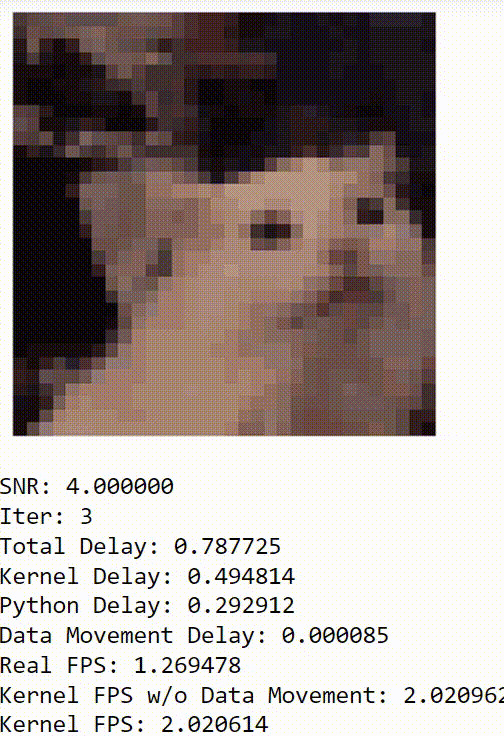 SNR: 4.000000
Iter: 3
Total Delay: 0.787725
Kernel Delay: 0.494814
Python Delay: 0.292912
Data Movement Delay: 0.000085
Real FPS: 1.269478
Kernel FPS w/o Data Movement: 2.020962
Kernel FPS: 2.020614